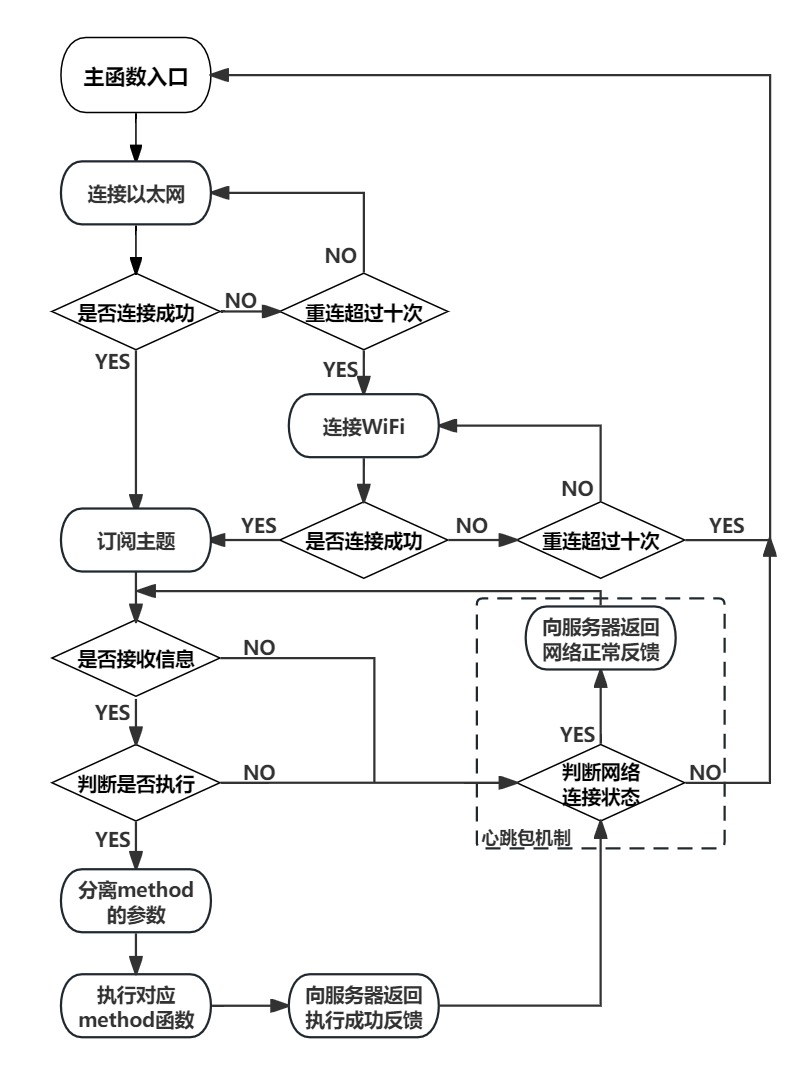 主函数入口
连接以太网
NO
是否连接成功
NO
重连超过十次
YES
YES
连接WiFi
NO
订阅主题
YES
是否连接成功
NO
重连超过十次
YES
向服务器返回
网络正常反馈
是否接收信息
NO
YES
YES
判断是否执行
NO
判断网络
连接状态
NO
心跳包机制
YES
分离method
的参数
执行对应
method函数
向服务器返回
执行成功反馈